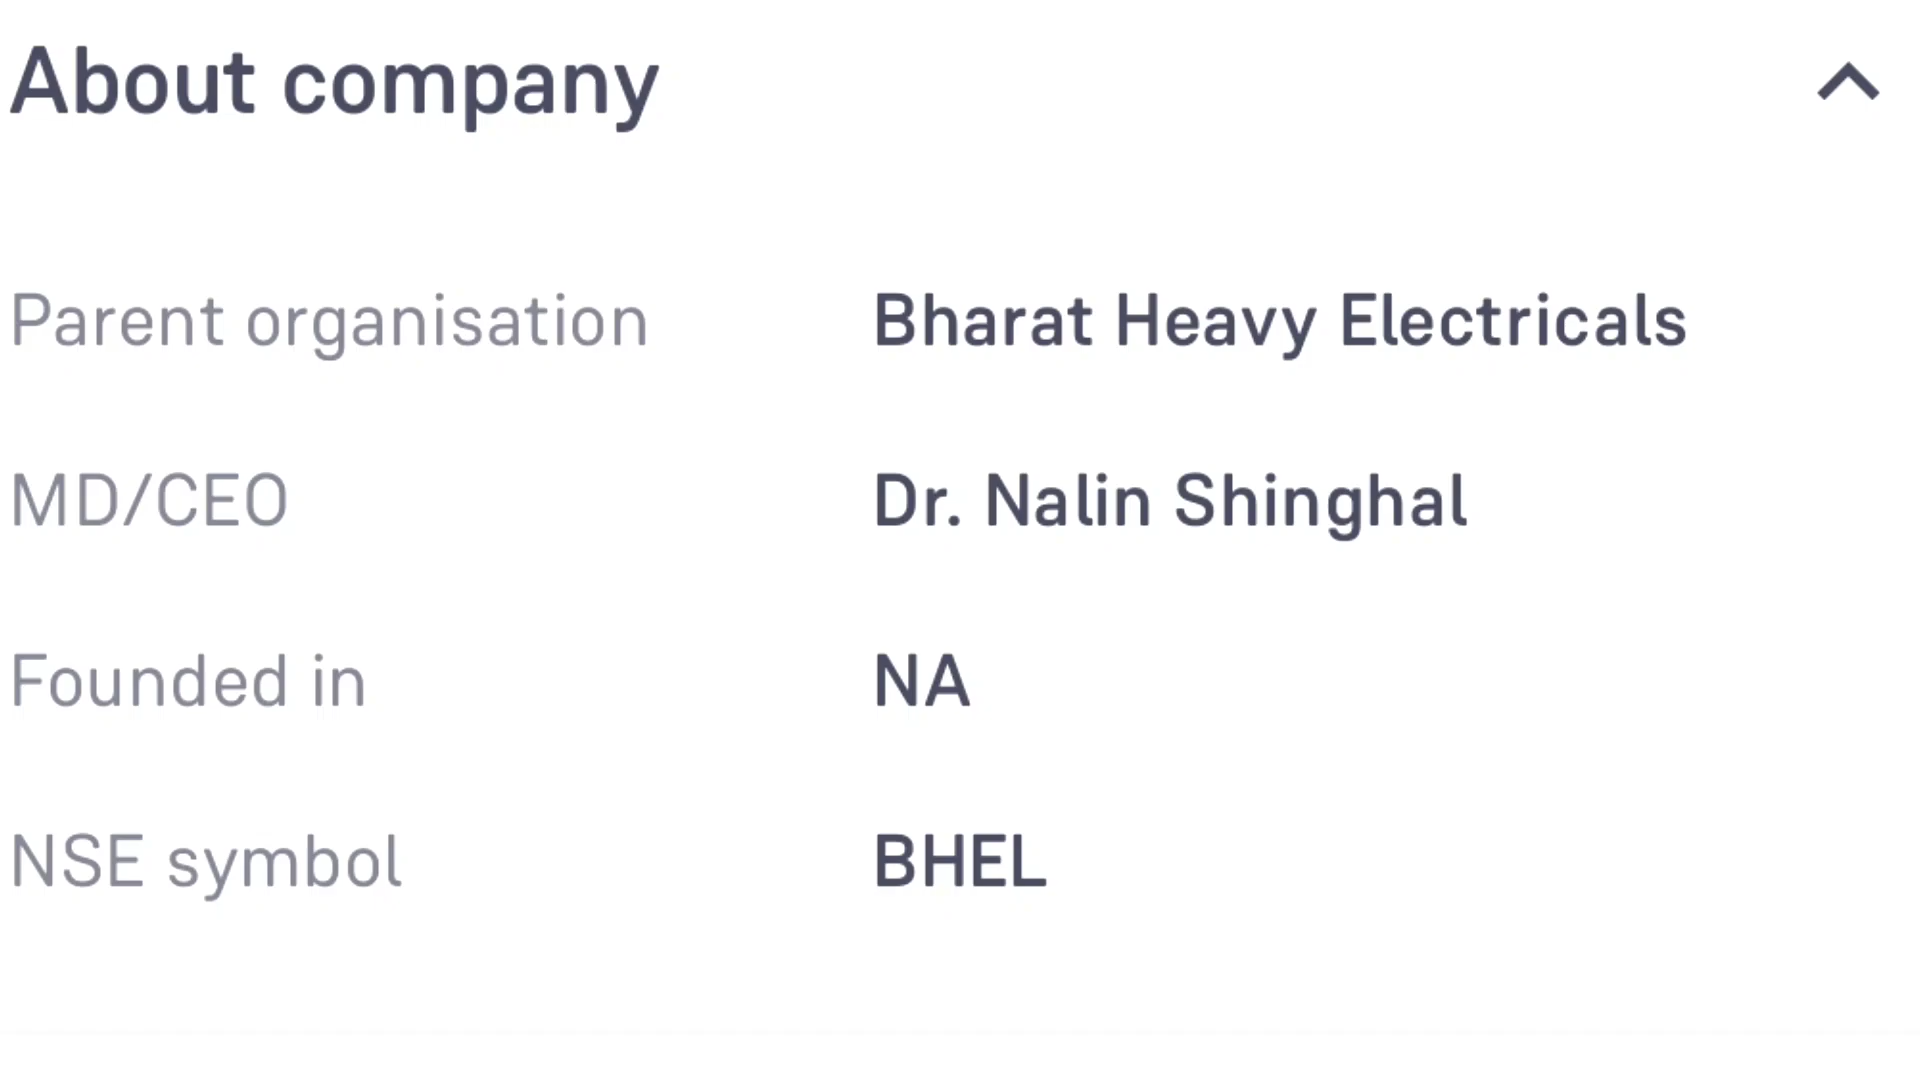 About company
Parent organisation Bharat Heavy Electricals
MD/CEO Dr. Nalin Shinghal
Founded in NA
NSE symbol BHEL